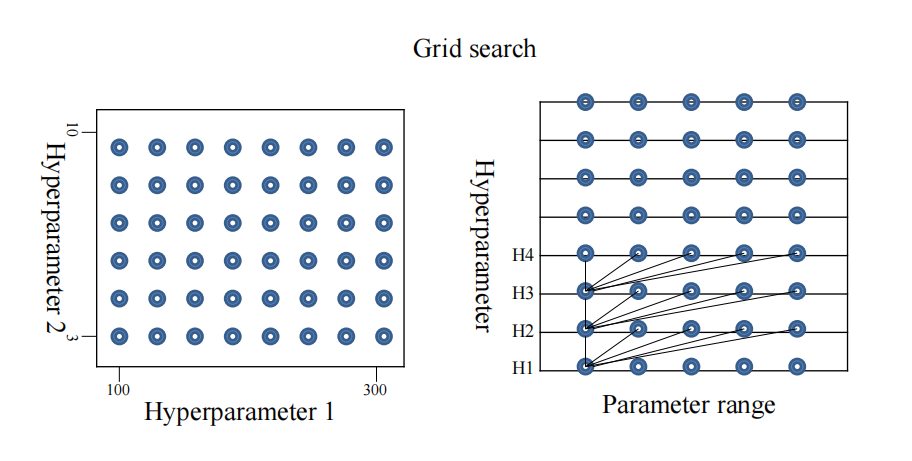 Grid search
10
Hyperparameter 2
3
100
300
Hyperparameter 1
Hyperparameter
H4
H3
H2
H1
Parameter range